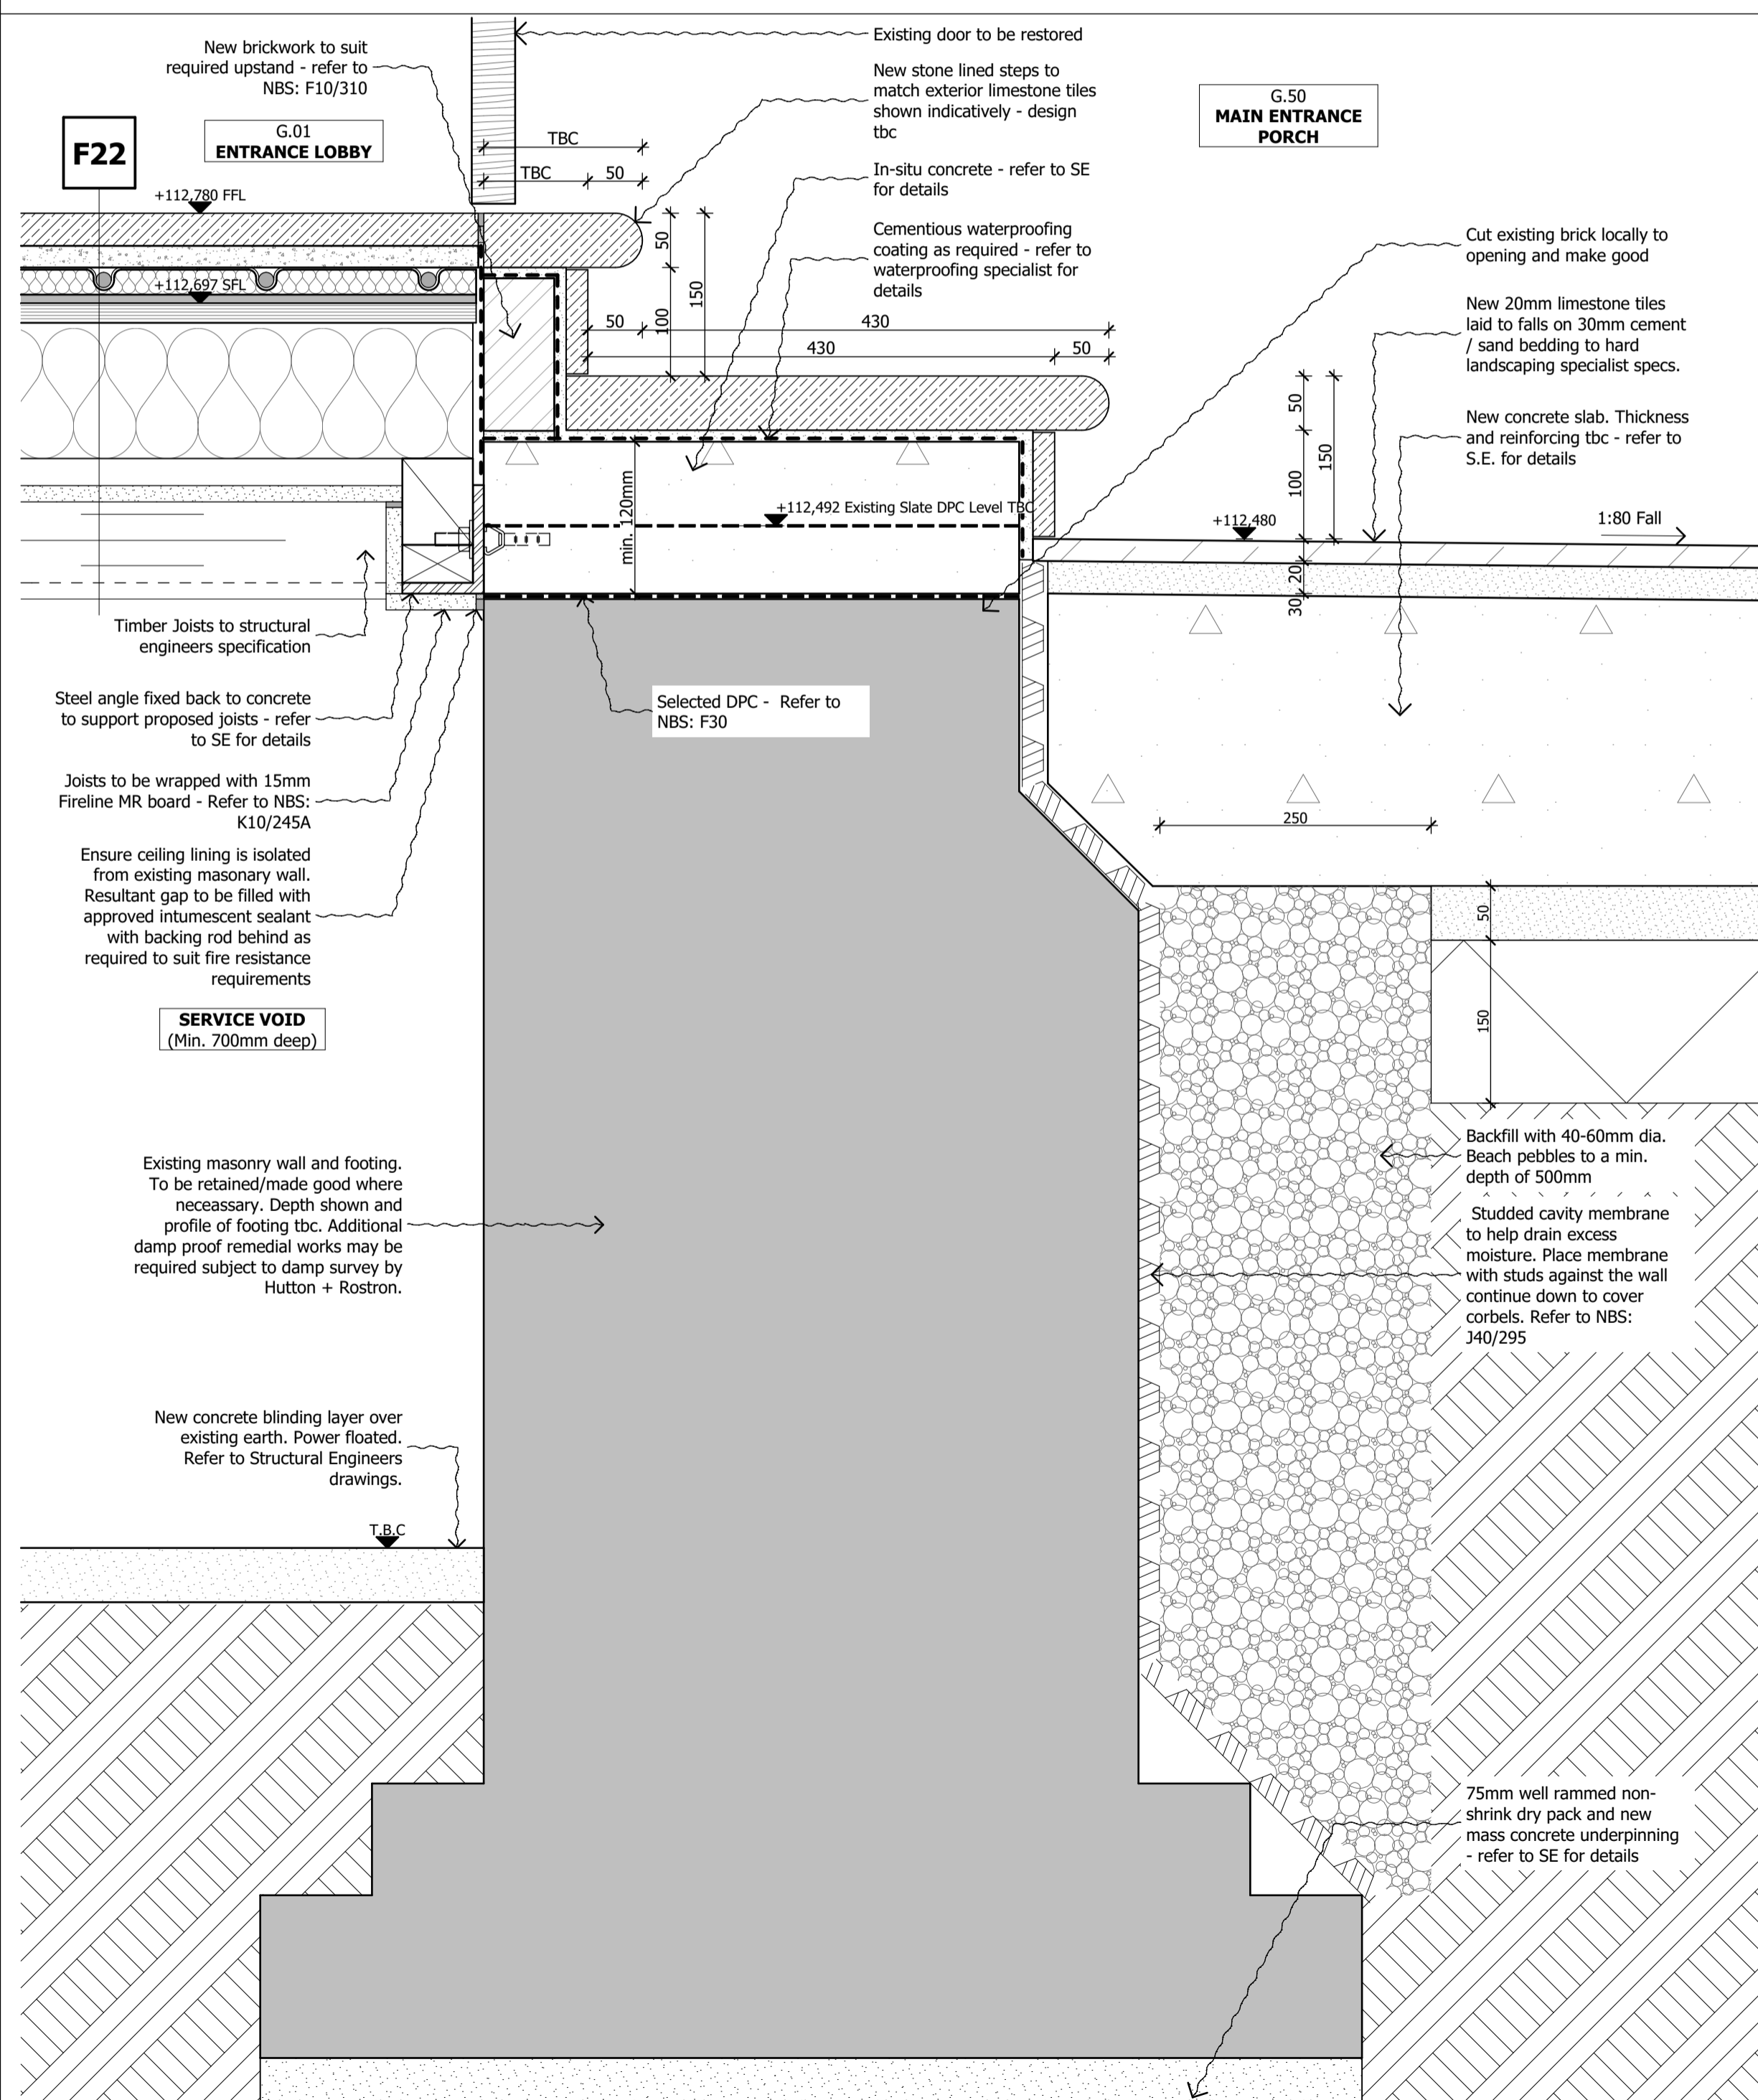 New brickwork to suit
required upstand - refer to
NBS: F10/310
F22
G.01
ENTRANCE LOBBY
+112,780 FFL
+112,697 SFL
TBC
TBC
50
Existing door to be restored
New stone lined steps to
match exterior limestone tiles
shown indicatively - design
tbc
In-situ concrete - refer to SE
for details
Cementious waterproofing
coating as required - refer to
waterproofing specialist for
details
G.50
MAIN ENTRANCE
PORCH
50
100
150
50
430
430
50
Cut existing brick locally to
opening and make good
New 20mm limestone tiles
laid to falls on 30mm cement
/ sand bedding to hard
landscaping specialist specs.
New concrete slab. Thickness
and reinforcing tbc - refer to
S.E. for details
50
100
150
20
30
min. 120mm
+112,492 Existing Slate DPC Level TBC
+112,480
1:80 Fall
Timber Joists to structural
engineers specification
Steel angle fixed back to concrete
to support proposed joists - refer
to SE for details
Joists to be wrapped with 15mm
Fireline MR board - Refer to NBS:
K10/245A
Ensure ceiling lining is isolated
from existing masonary wall.
Resultant gap to be filled with
approved intumescent sealant
with backing rod behind as
required to suit fire resistance
requirements
SERVICE VOID
(Min. 700mm deep)
Selected DPC - Refer to
NBS: F30
250
50
150
Existing masonry wall and footing.
To be retained/made good where
neceassary. Depth shown and
profile of footing tbc. Additional
damp proof remedial works may be
required subject to damp survey by
Hutton + Rostron.
Backfill with 40-60mm dia.
Beach pebbles to a min.
depth of 500mm
Studded cavity membrane
to help drain excess
moisture. Place membrane
with studs against the wall
continue down to cover
corbels. Refer to NBS:
J40/295
New concrete blinding layer over
existing earth. Power floated.
Refer to Structural Engineers
drawings.
T.B.C
75mm well rammed non-
shrink dry pack and new
mass concrete underpinning
- refer to SE for details